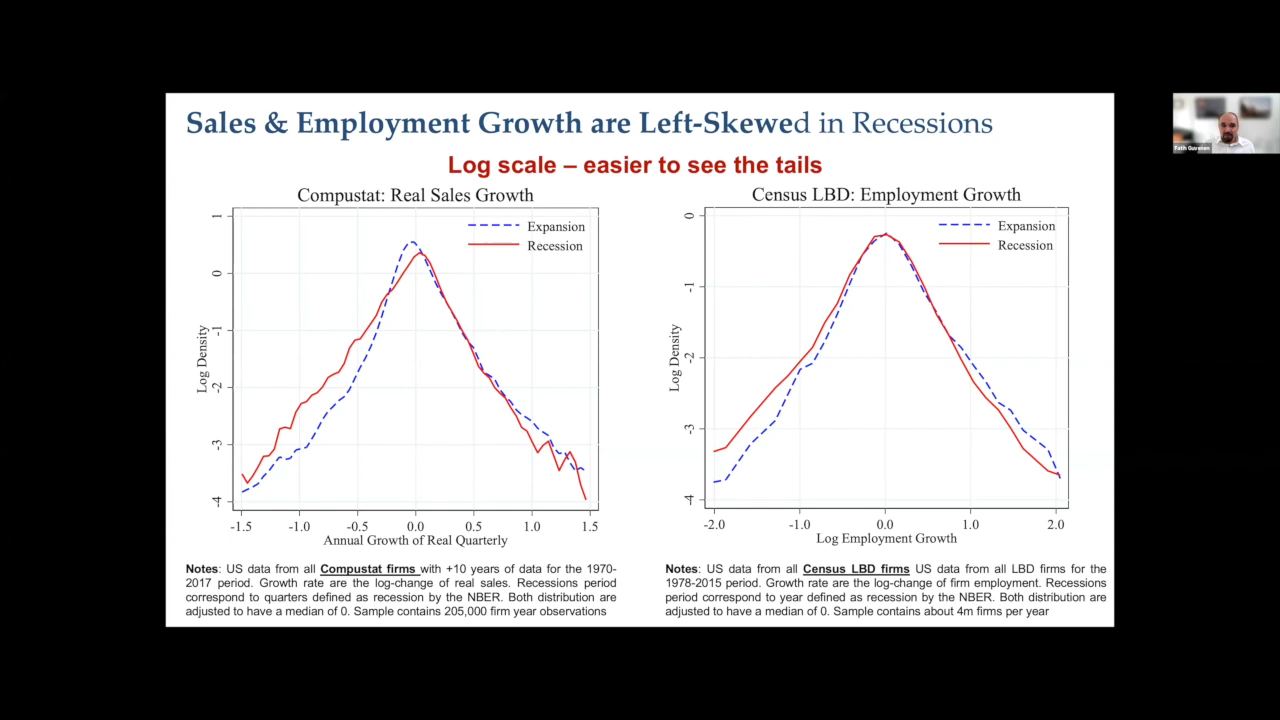 Sales & Employment Growth are Left-Skewed in Recessions
Log scale – easier to see the tails
Compustat: Real Sales Growth
Expansion
Recession
1
0
-1
-2
-3
-4
Log Density
-1.5
-1.0
-0.5
0.0
0.5
1.0
1.5
Annual Growth of Real Quarterly
Notes: US data from all Compustat firms with +10 years of data for the 1970-
2017 period. Growth rate are the log-change of real sales. Recessions period
correspond to quarters defined as recession by the NBER. Both distribution are
adjusted to have a median of 0. Sample contains 205,000 firm year observations
Census LBD: Employment Growth
Expansion
Recession
0
-1
-2
-3
-4
Log Density
-2.0
-1.0
0.0
1.0
2.0
Log Employment Growth
Notes: US data from all Census LBD firms US data from all LBD firms for the
1978-2015 period. Growth rate are the log-change of firm employment. Recessions
period correspond to year defined as recession by the NBER. Both distribution are
adjusted to have a median of 0. Sample contains about 4m firms per year
Fatih Guvenen